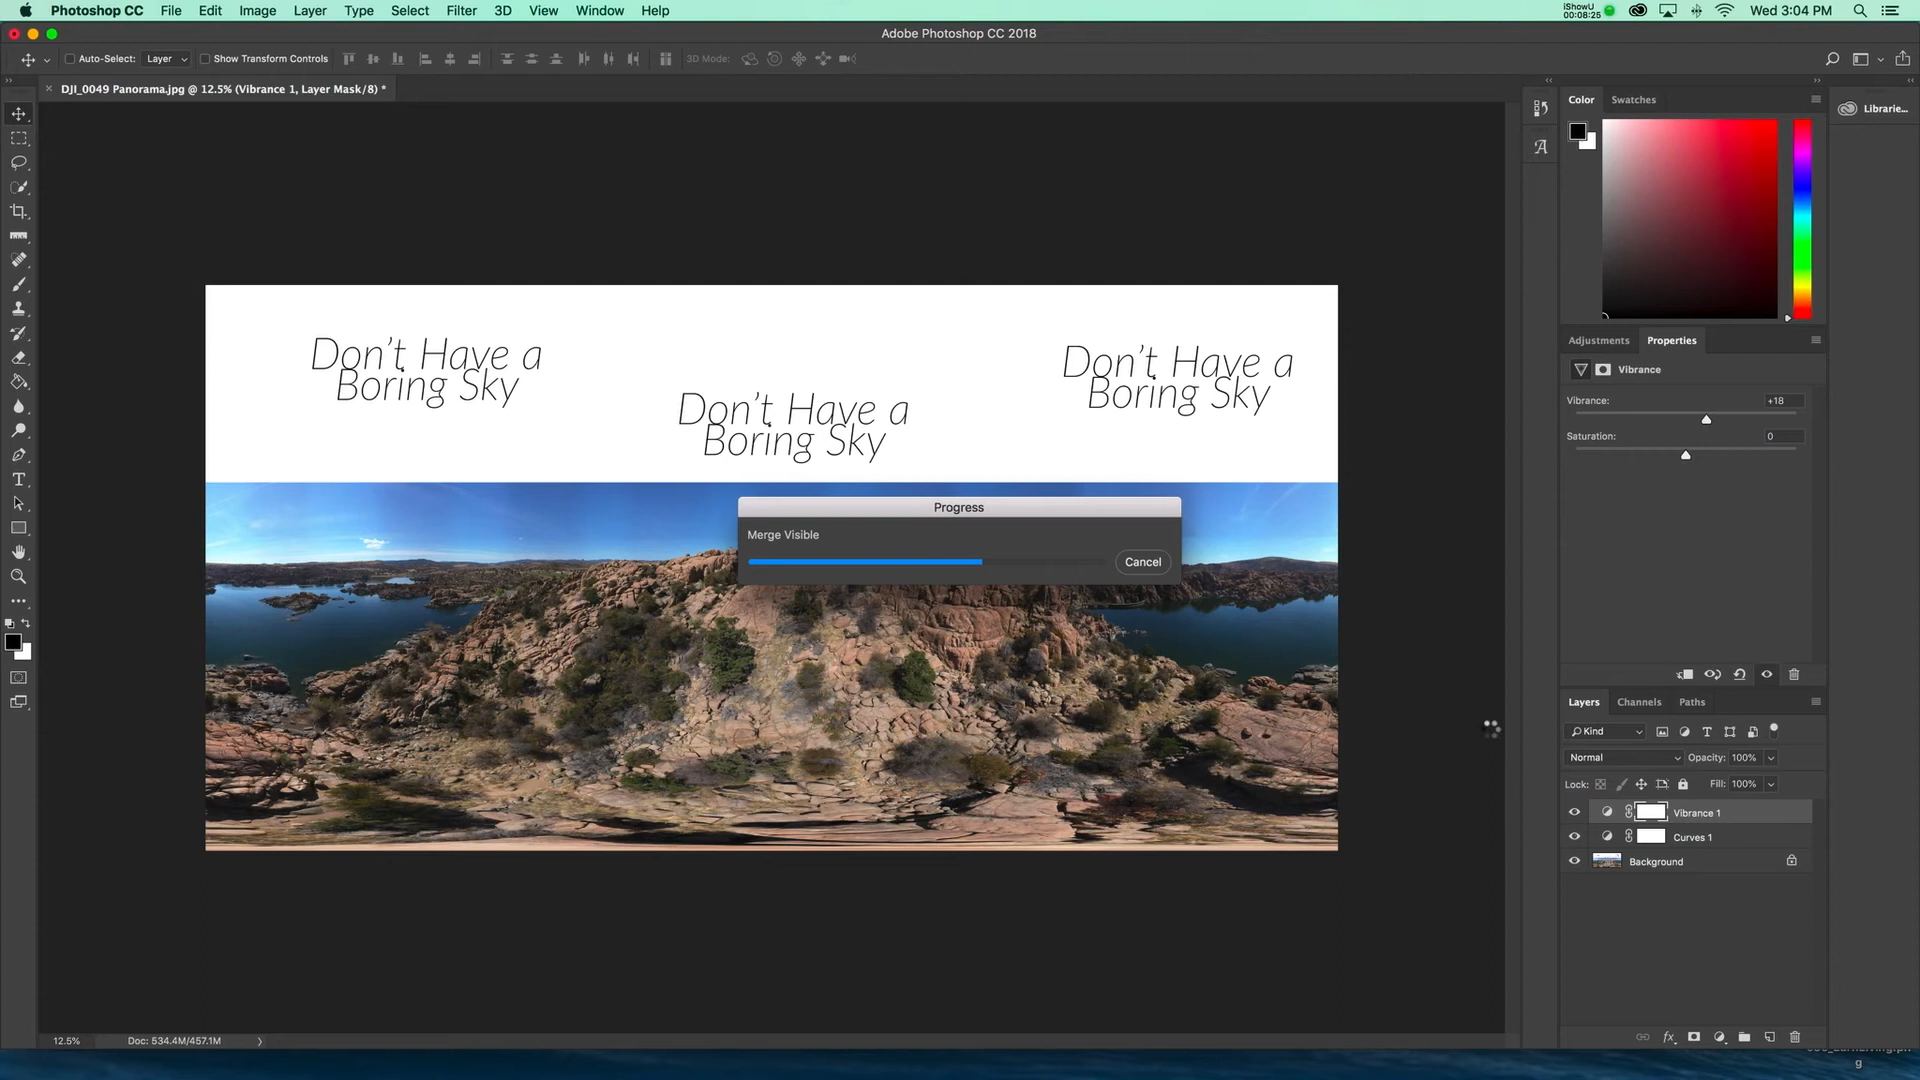 Photoshop CC File Edit Image Layer Type Select Filter 3D View Window Help
iShowU
00:08:25
Wed 3:04 PM
Adobe Photoshop CC 2018
Auto-Select: Layer Show Transform Controls 3D Mode:
DJI_0049 Panorama.jpg @ 12.5% (Vibrance 1, Layer Mask/8) *
Color Swatches
Librarie...
Don't Have a
Boring Sky
Don't Have a
Boring Sky
Don't Have a
Boring Sky
Progress
Merge Visible
Cancel
Adjustments Properties
Vibrance
Vibrance: +18
Saturation: 0
Layers Channels Paths
Kind
Normal Opacity: 100%
Lock: Fill: 100%
Vibrance 1
Curves 1
Background
12.5% Doc: 534.4M/457.1M
g